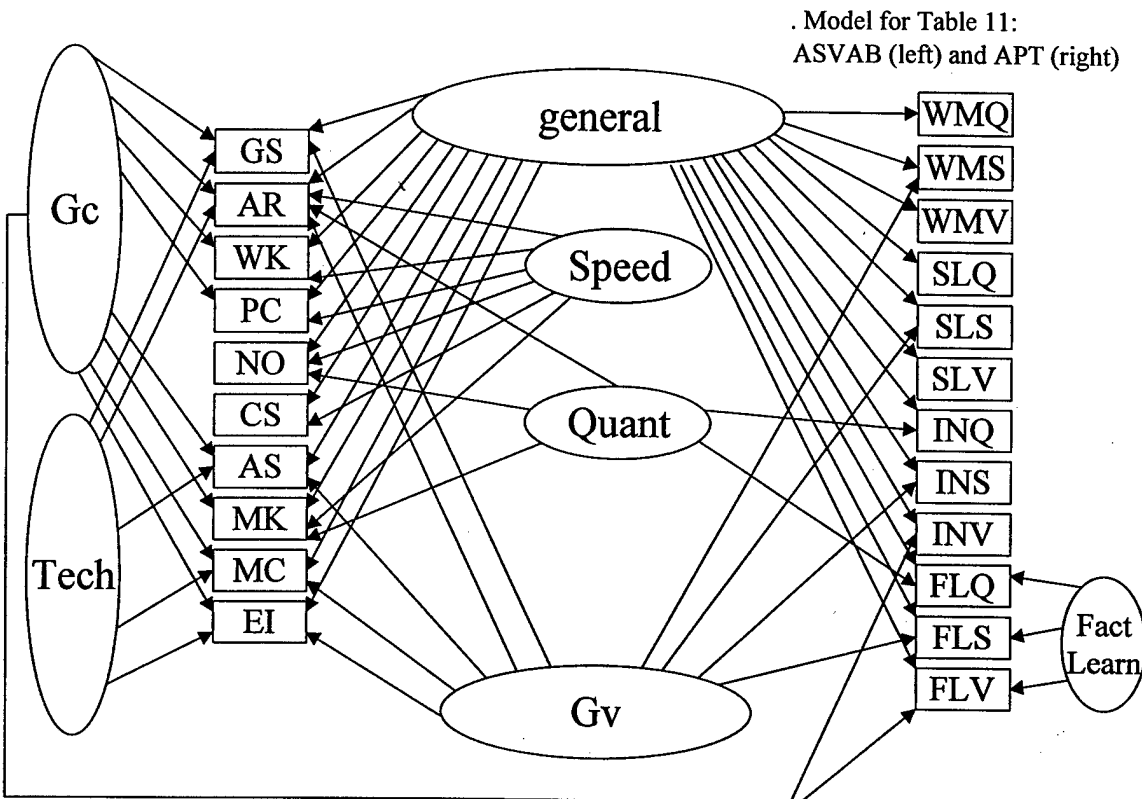 . Model for Table 11:
ASVAB (left) and APT (right)
Gc
Tech
GS
AR
WK
PC
NO
CS
AS
MK
MC
EI
general
Speed
Quant
Gv
WMQ
WMS
WMV
SLQ
SLS
SLV
INQ
INS
INV
FLQ
FLS
FLV
Fact
Learn